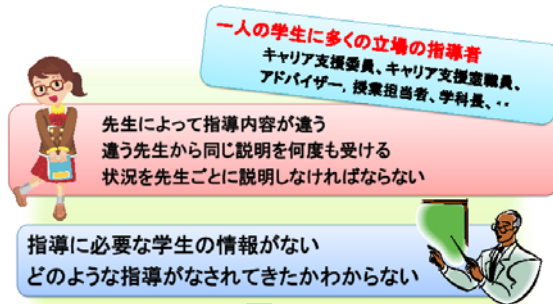 一人の学生に多くの立場の指導者
キャリア支援委員、キャリア支援室職員、
アドバイザー，授業担当者、学科長、‥
先生によって指導内容が違う
違う先生から同じ説明を何度も受ける
状況を先生ごとに説明しなければならない
指導に必要な学生の情報がない
どのような指導がなされてきたかわからない